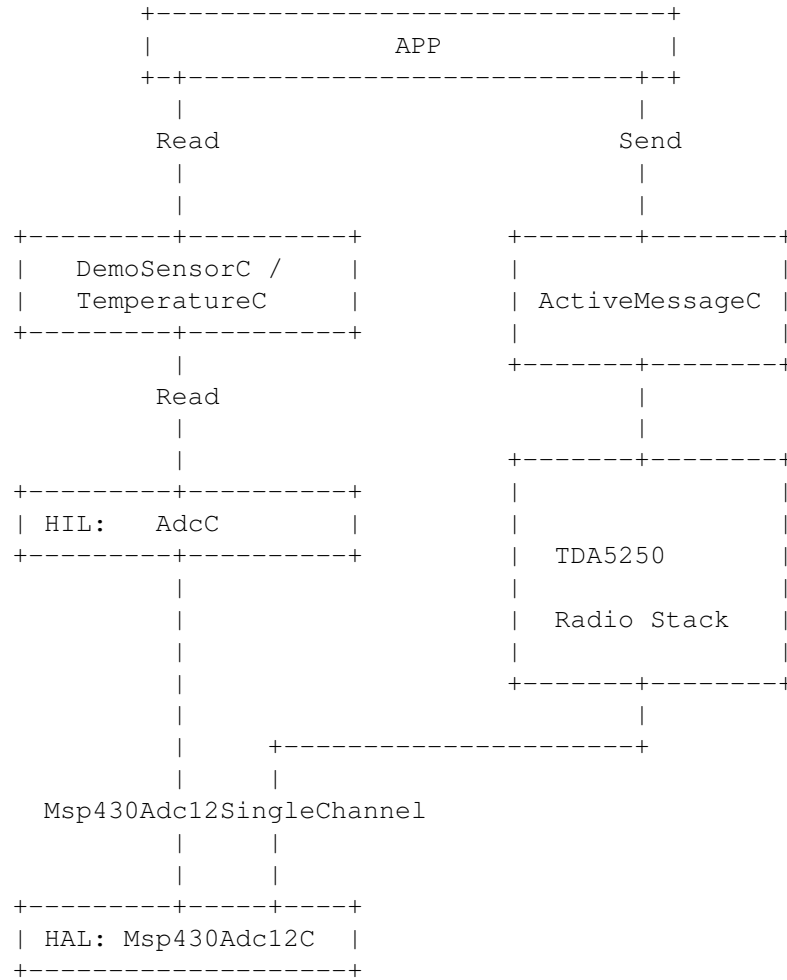 APP
Read Send
DemoSensorC /
TemperatureC
ActiveMessageC
Read
HIL: AdcC
TDA5250
Radio Stack
Msp430Adc12SingleChannel
HAL: Msp430Adc12C